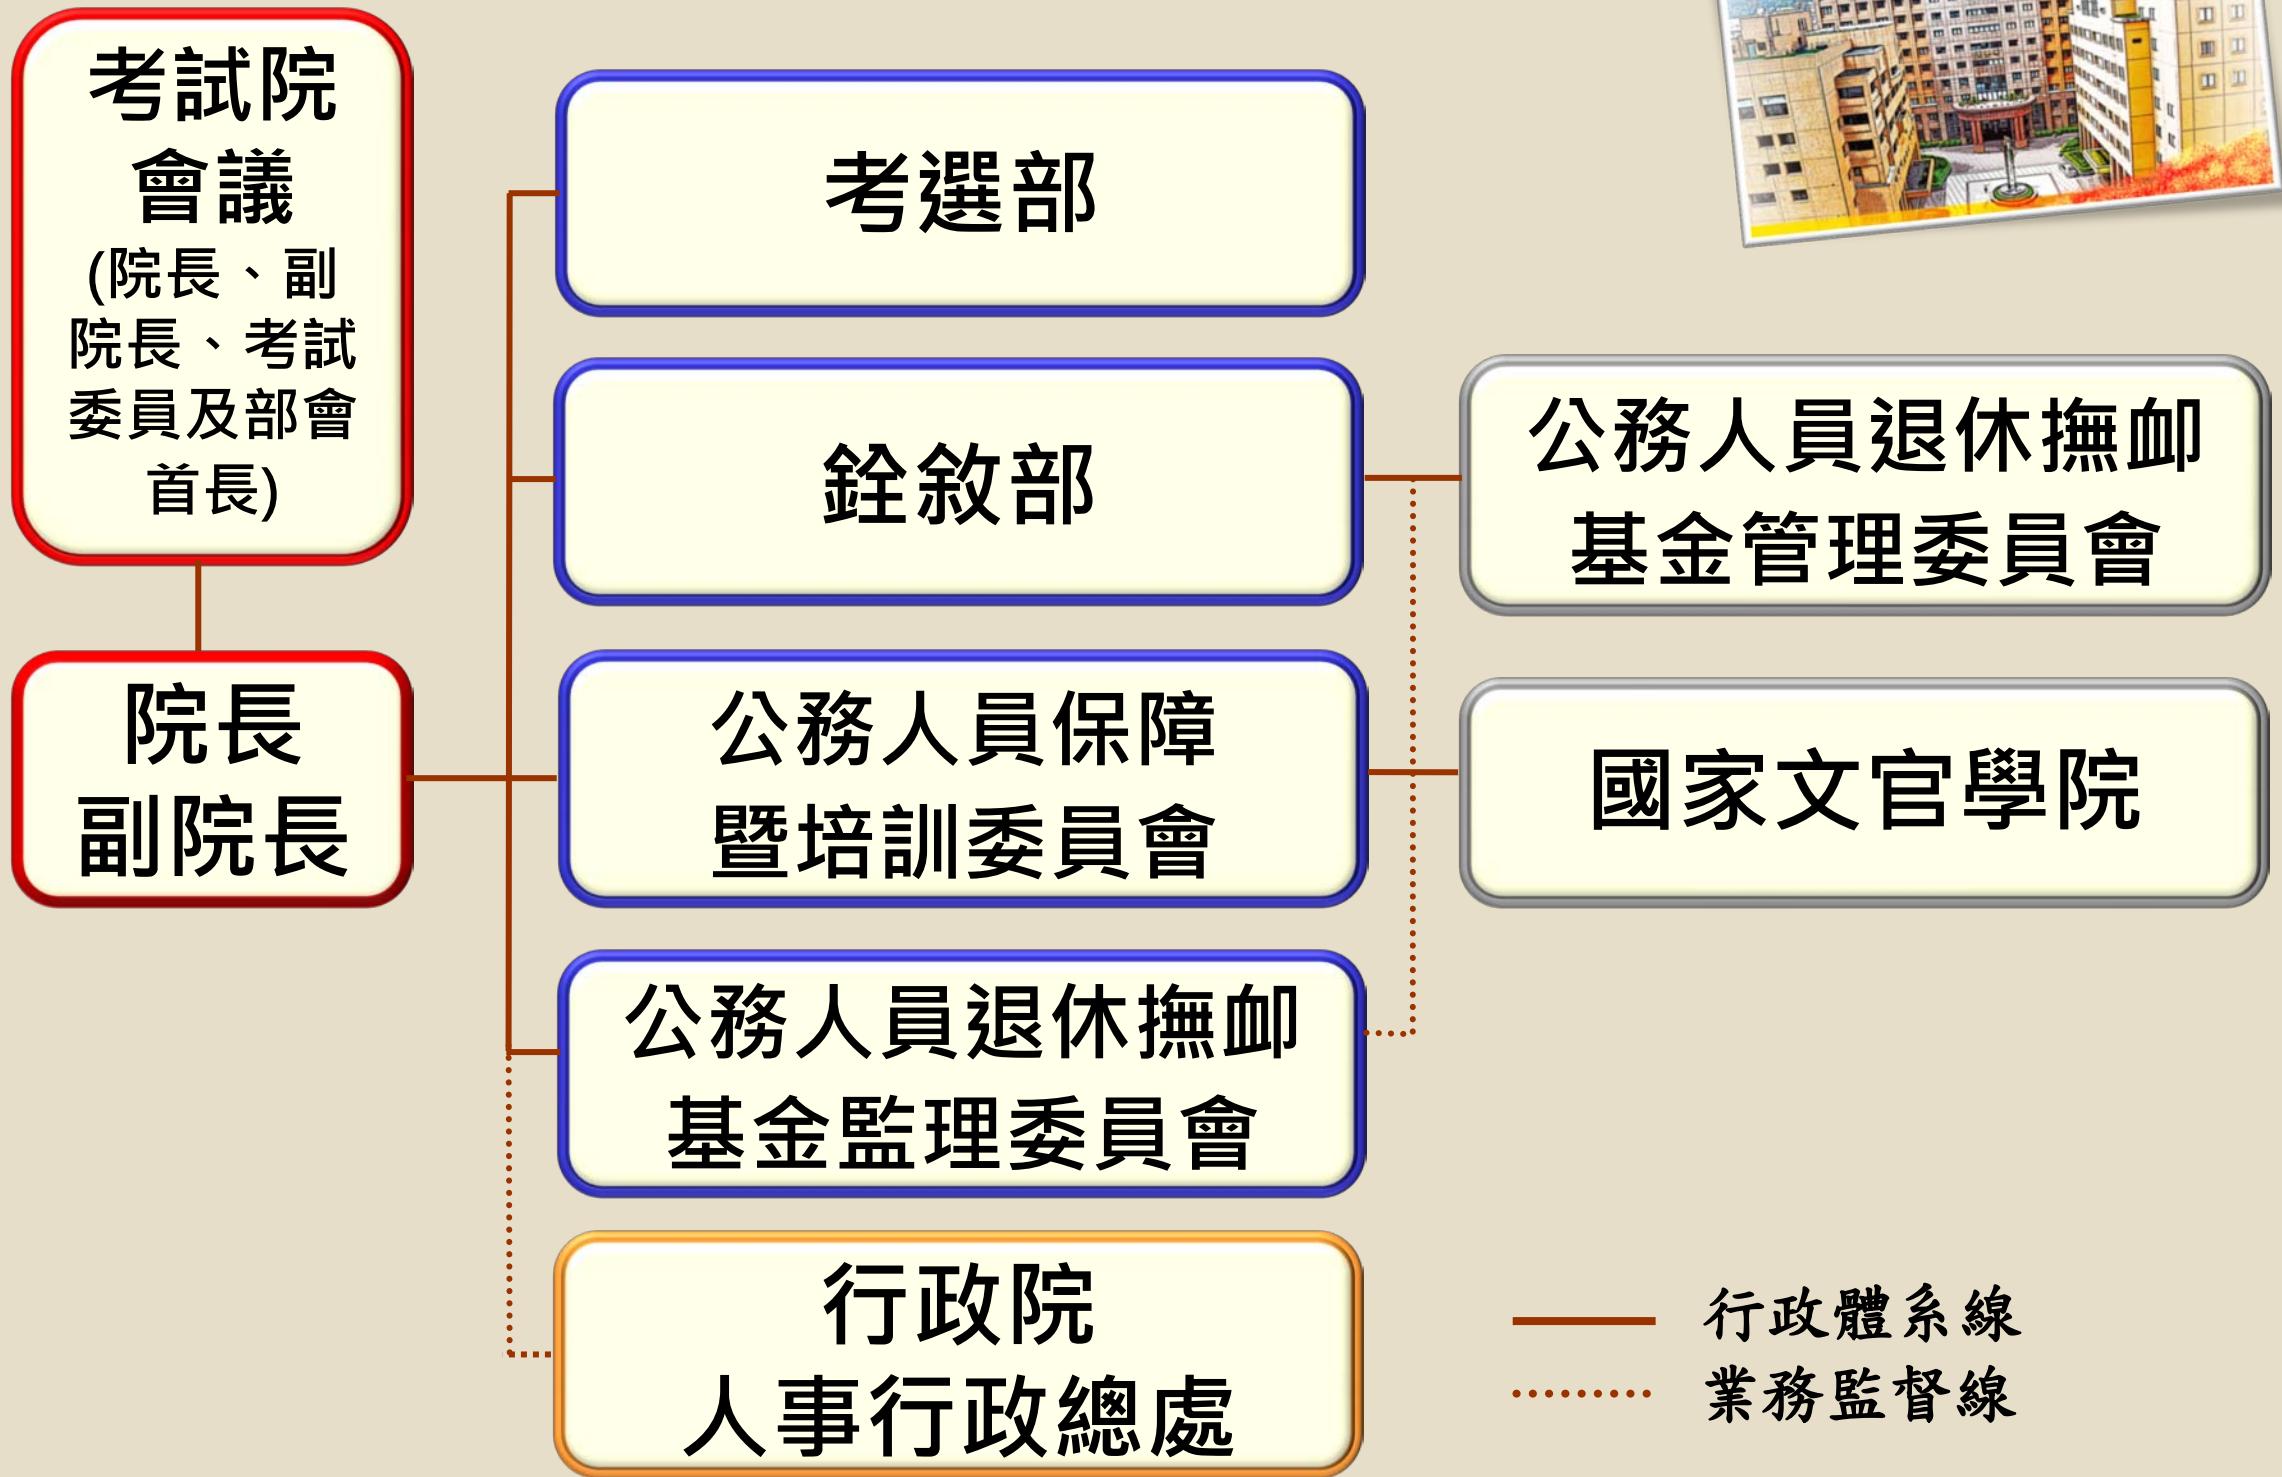 考試院
會議
(院長、副
院長、考試
委員及部會
首長)
院長
副院長
考選部
銓敘部
公務人員保障
暨培訓委員會
公務人員退休撫卹
基金監理委員會
行政院
人事行政總處
公務人員退休撫卹
基金管理委員會
國家文官學院
行政體系線
業務監督線